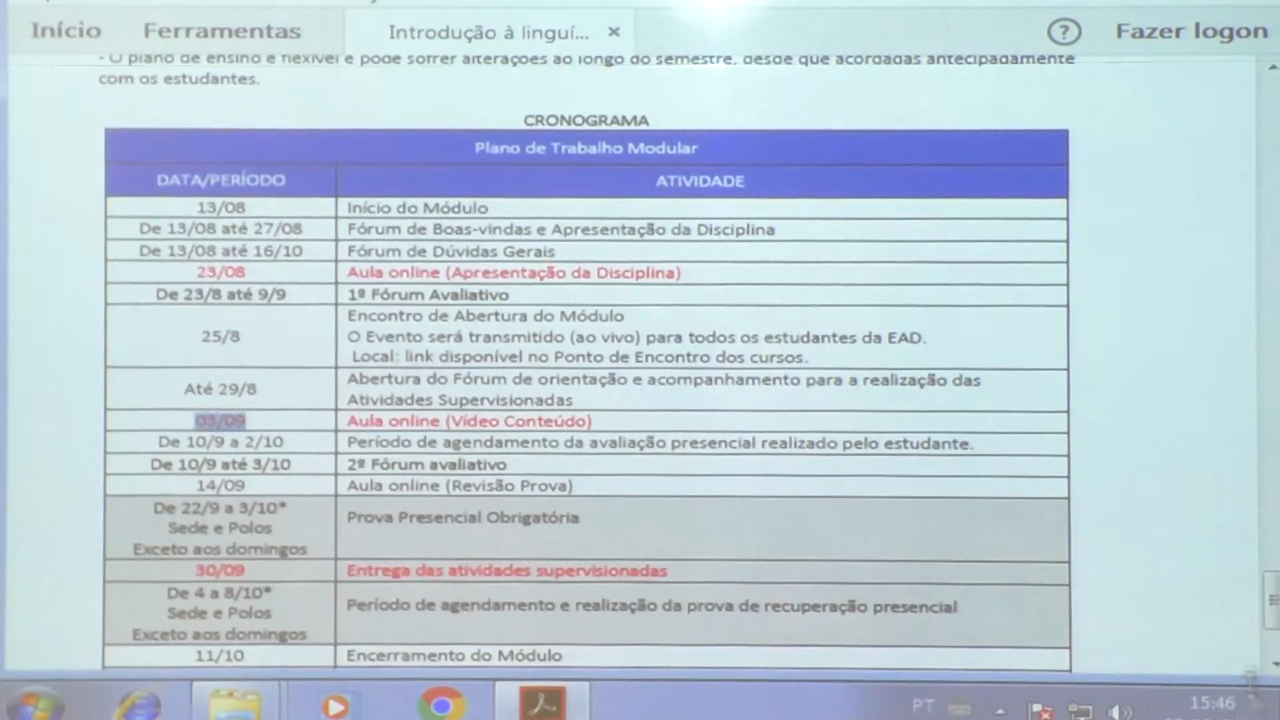 Início Ferramentas Introdução à linguí... × ? Fazer logon
- O plano de ensino é flexível e pode sofrer alterações ao longo do semestre, desde que acordadas antecipadamente
com os estudantes.
CRONOGRAMA
Plano de Trabalho Modular
DATA/PERÍODO ATIVIDADE
13/08 Início do Módulo
De 13/08 até 27/08 Fórum de Boas-vindas e Apresentação da Disciplina
De 13/08 até 16/10 Fórum de Dúvidas Gerais
23/08 Aula online (Apresentação da Disciplina)
De 23/8 até 9/9 1º Fórum Avaliativo
25/8 Encontro de Abertura do Módulo
O Evento será transmitido (ao vivo) para todos os estudantes da EAD.
Local: link disponível no Ponto de Encontro dos cursos.
Até 29/8 Abertura do Fórum de orientação e acompanhamento para a realização das
Atividades Supervisionadas
03/09 Aula online (Vídeo Conteúdo)
De 10/9 a 2/10 Período de agendamento da avaliação presencial realizado pelo estudante.
De 10/9 até 3/10 2º Fórum avaliativo
14/09 Aula online (Revisão Prova)
De 22/9 a 3/10* Prova Presencial Obrigatória
Sede e Polos
Exceto aos domingos
30/09 Entrega das atividades supervisionadas
De 4 a 8/10* Período de agendamento e realização da prova de recuperação presencial
Sede e Polos
Exceto aos domingos
11/10 Encerramento do Módulo
PT 15:46